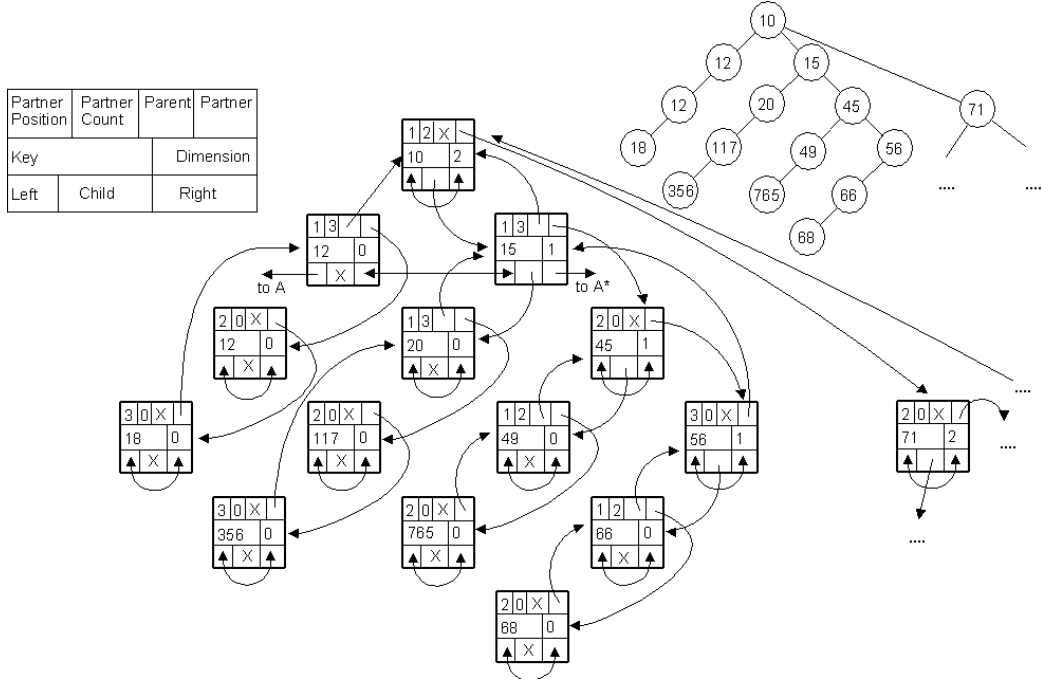 10
12
15
12
20
45
71
18
117
49
56
356
765
66
68
....
....
Partner Position
Partner Count
Parent
Partner
Key
Dimension
Left
Child
Right
1 2 X
10 2
1 3
12 0
X
to A
1 3
15 1
to A*
2 0 X
12 0
X
1 3
20 0
X
2 0 X
45 1
3 0 X
18 0
X
2 0 X
117 0
X
1 2
49 0
X
3 0 X
56 1
....
2 0 X
71 2
....
....
3 0 X
356 0
X
2 0 X
765 0
X
1 2
66 0
X
2 0 X
68 0
X